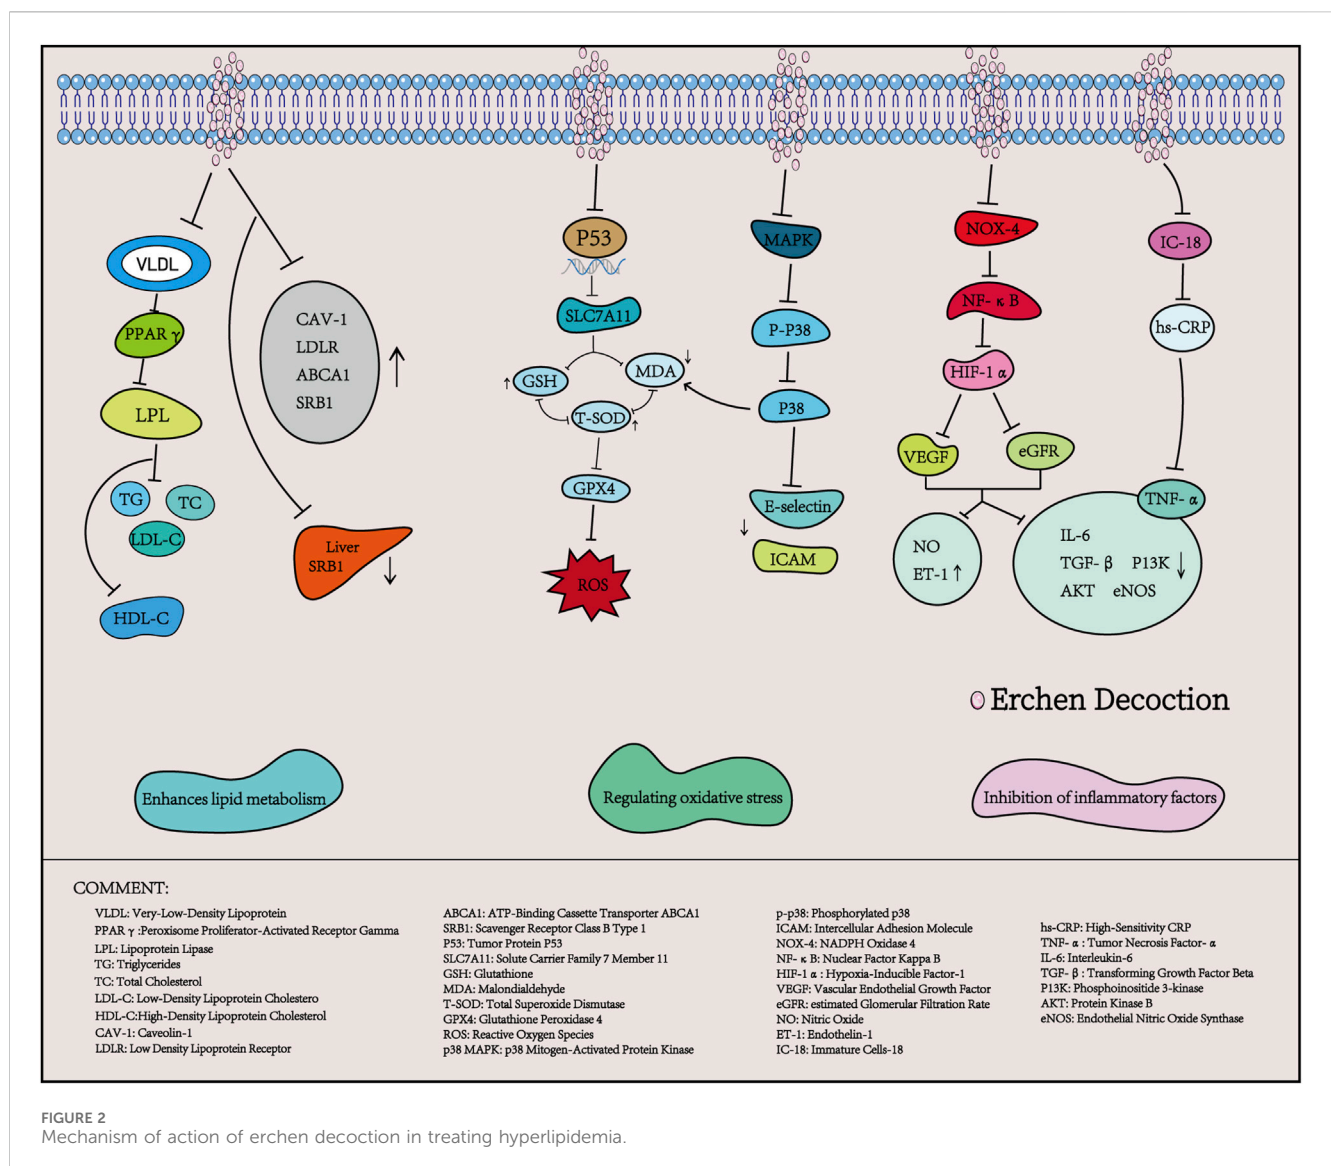 VLDL
PPAR γ
LPL
TG
TC
LDL-C
HDL-C
CAV-1
LDLR
ABCA1
SRB1
Liver
SRB1
P53
SLC7A11
GSH
MDA
T-SOD
GPX4
ROS
MAPK
P-P38
P38
E-selectin
ICAM
NOX-4
NF- κ B
HIF-1 α
VEGF
eGFR
NO
ET-1
IC-18
hs-CRP
TNF- α
IL-6
TGF- β P13K
AKT eNOS
Erchen Decoction
Enhances lipid metabolism
Regulating oxidative stress
Inhibition of inflammatory factors
COMMENT:
VLDL: Very-Low-Density Lipoprotein
PPAR γ :Peroxisome Proliferator-Activated Receptor Gamma
LPL: Lipoprotein Lipase
TG: Triglycerides
TC: Total Cholesterol
LDL-C: Low-Density Lipoprotein Cholestero
HDL-C:High-Density Lipoprotein Cholesterol
CAV-1: Caveolin-1
LDLR: Low Density Lipoprotein Receptor
ABCA1: ATP-Binding Cassette Transporter ABCA1
SRB1: Scavenger Receptor Class B Type 1
P53: Tumor Protein P53
SLC7A11: Solute Carrier Family 7 Member 11
GSH: Glutathione
MDA: Malondialdehyde
T-SOD: Total Superoxide Dismutase
GPX4: Glutathione Peroxidase 4
ROS: Reactive Oxygen Species
p38 MAPK: p38 Mitogen-Activated Protein Kinase
p-p38: Phosphorylated p38
ICAM: Intercellular Adhesion Molecule
NOX-4: NADPH Oxidase 4
NF- κ B: Nuclear Factor Kappa B
HIF-1 α : Hypoxia-Inducible Factor-1
VEGF: Vascular Endothelial Growth Factor
eGFR: estimated Glomerular Filtration Rate
NO: Nitric Oxide
ET-1: Endothelin-1
IC-18: Immature Cells-18
hs-CRP: High-Sensitivity CRP
TNF- α : Tumor Necrosis Factor- α
IL-6: Interleukin-6
TGF- β : Transforming Growth Factor Beta
P13K: Phosphoinositide 3-kinase
AKT: Protein Kinase B
eNOS: Endothelial Nitric Oxide Synthase
FIGURE 2
Mechanism of action of erchen decoction in treating hyperlipidemia.